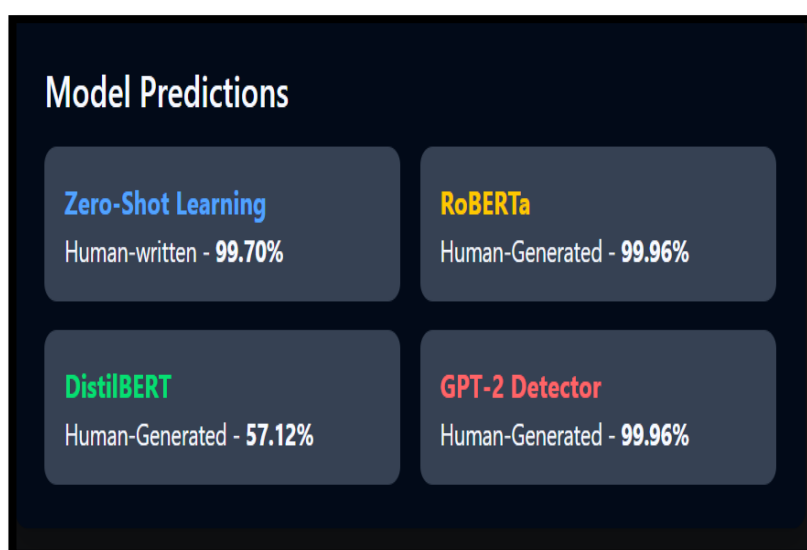 Model Predictions
Zero-Shot Learning
Human-written - 99.70%
RoBERTa
Human-Generated - 99.96%
DistilBERT
Human-Generated - 57.12%
GPT-2 Detector
Human-Generated - 99.96%